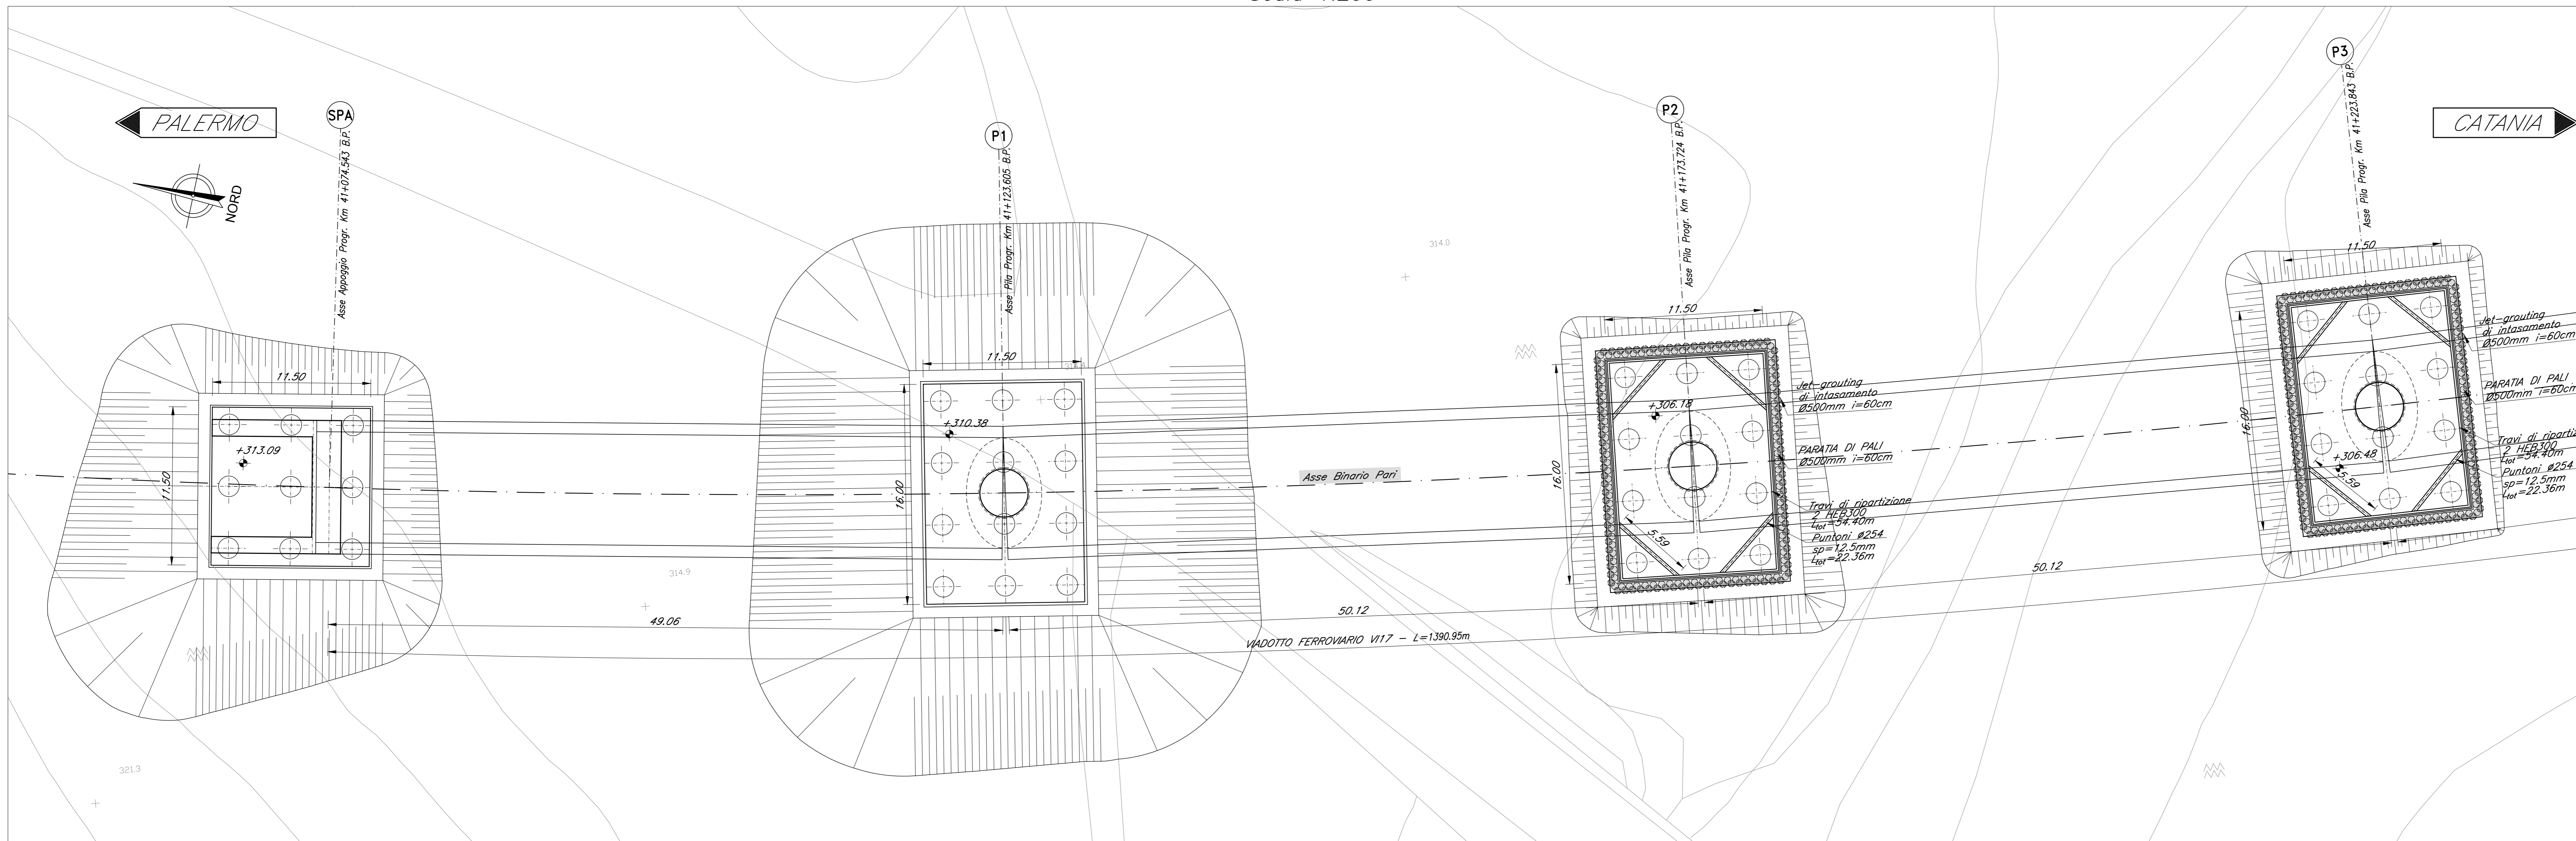 PALERMO
NORD
SPA
Asse Appoggio Progr. Km 41+074.543 B.P.
11.50
11.50
+313.09
321.3
P1
Asse Pila Progr. Km 41+123.605 B.P.
11.50
16.00
+310.38
314.9
49.06
Asse Binario Pari
314.0
50.12
VIADOTTO FERROVIARIO VI17 - L=1390.95m
P2
Asse Pila Progr. Km 41+173.724 B.P.
11.50
16.00
+306.18
5.59
Jet-grouting
di intasamento
Ø500mm i=60cm
PARATIA DI PALI
Ø500mm i=60cm
Travi di ripartizione
2 HEB300
Ltot=54.40m
Puntoni ø254
sp=12.5mm
Ltot=22.36m
50.12
P3
Asse Pila Progr. Km 41+223.843 B.P.
11.50
16.00
+306.48
5.59
CATANIA
Jet-grouting
di intasamento
Ø500mm i=60cm
PARATIA DI PALI
Ø500mm i=60cm
Travi di ripartiz
2 HEB300
Ltot=54.40m
Puntoni ø254
sp=12.5mm
Ltot=22.36m